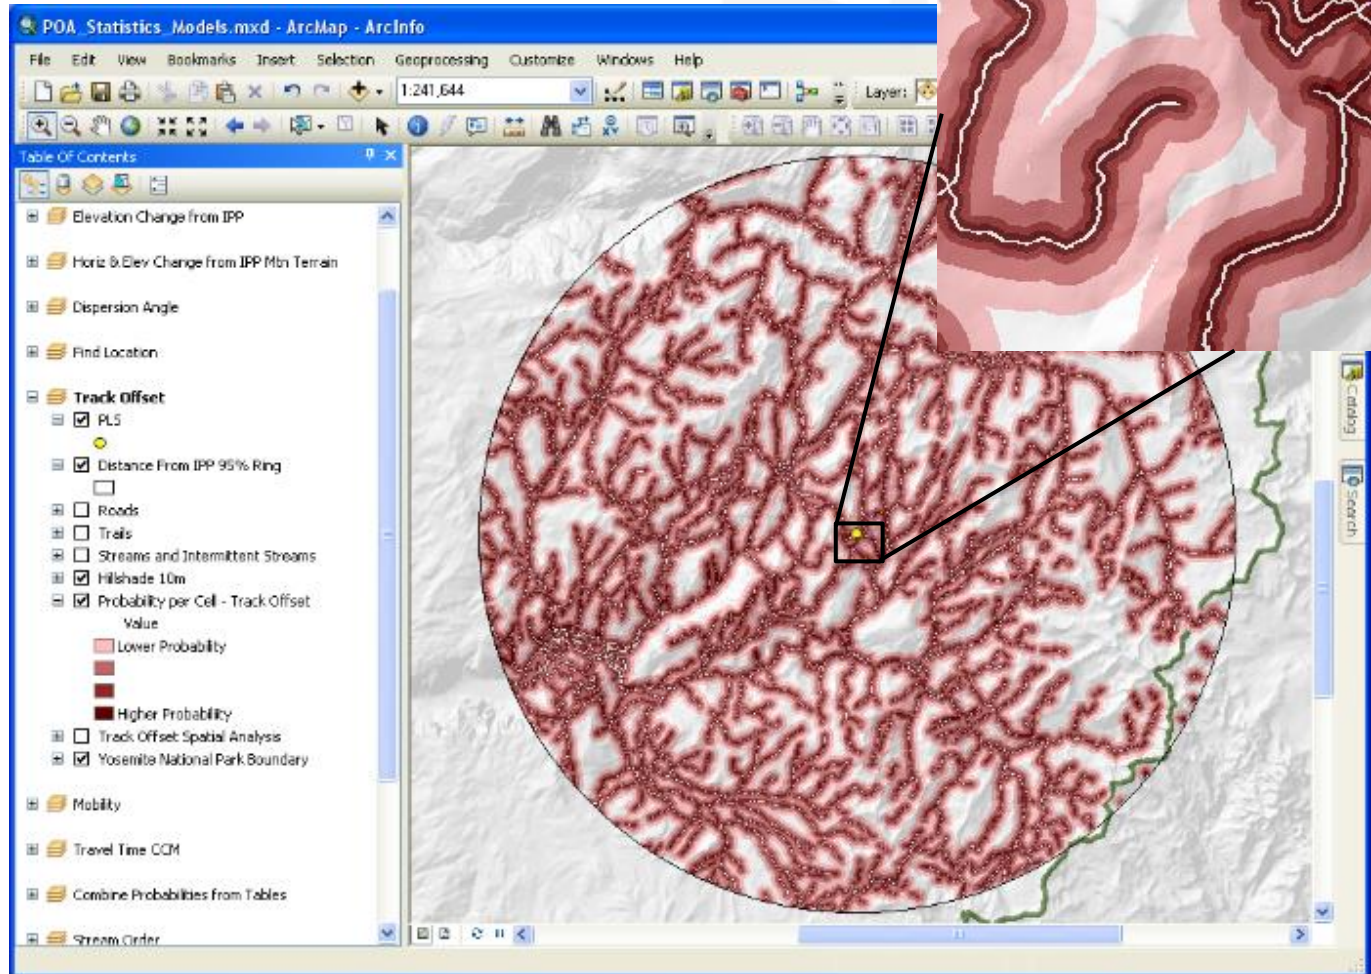 POA_Statistics_Models.mxd - ArcMap - ArcInfo
File Edit View Bookmarks Insert Selection Geoprocessing Customize Windows Help
1:241,644
Layer:
Table Of Contents
Elevation Change from IPP
Horiz & Elev Change from IPP Mtn Terrain
Dispersion Angle
Find Location
Track Offset
PLS
Distance From IPP 95% Ring
Roads
Trails
Streams and Intermittent Streams
Hillshade 10m
Probability per Cell - Track Offset
Value
Lower Probability
Higher Probability
Track Offset Spatial Analysis
Yosemite National Park Boundary
Mobility
Travel Time CCM
Combine Probabilities from Tables
Stream Order
Catalog
Search